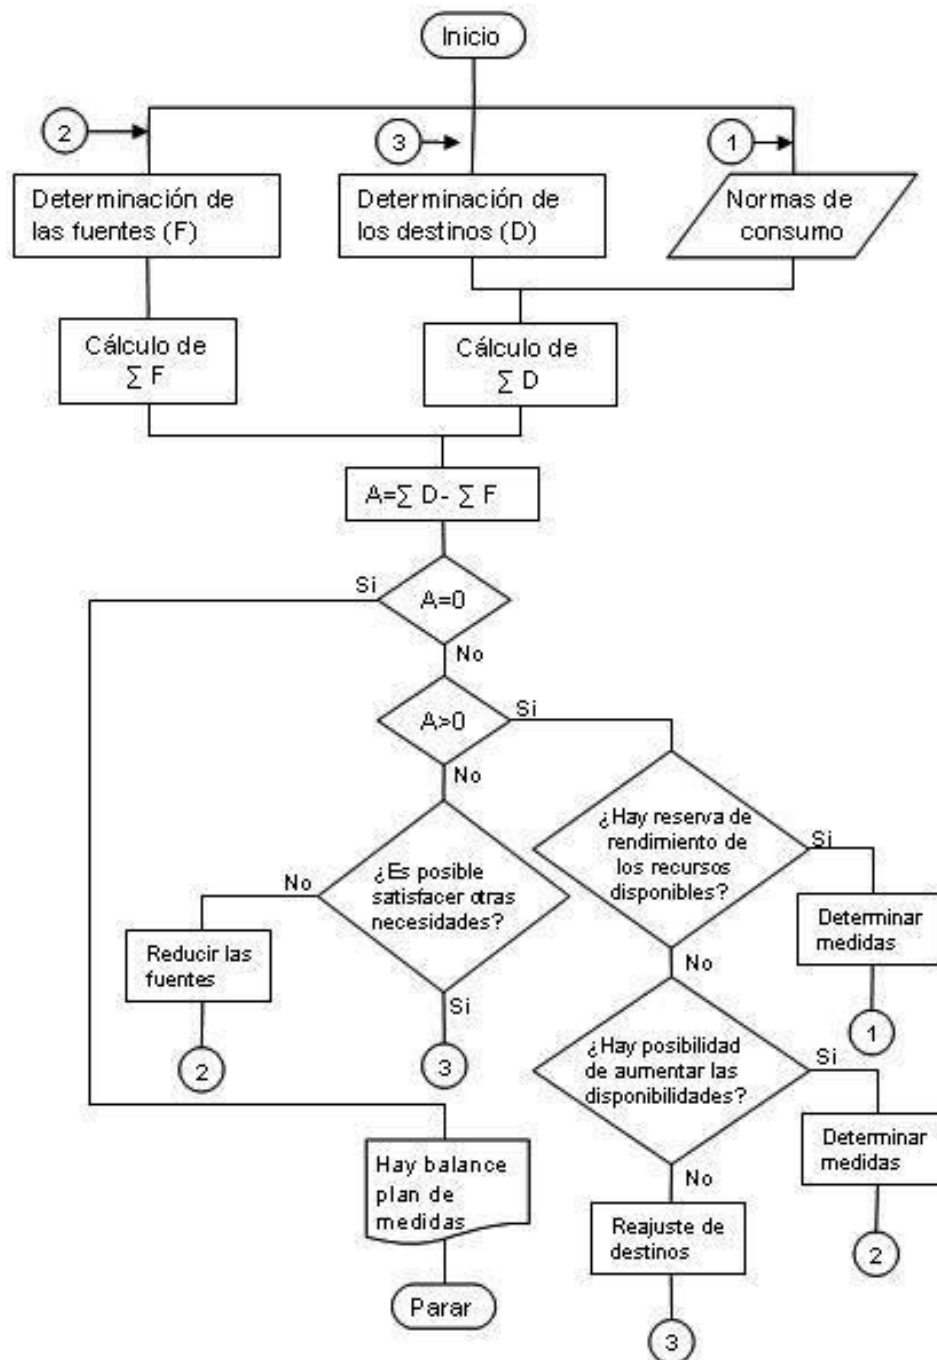 Inicio
2
3
1
Determinación de
las fuentes (F)
Determinación de
los destinos (D)
Normas de
consumo
Cálculo de
∑ F
Cálculo de
∑ D
A=∑ D- ∑ F
Si
A=0
No
A>0
Si
No
¿Hay reserva de
rendimiento de
los recursos
disponibles?
Si
¿Es posible
satisfacer otras
necesidades?
No
Determinar
medidas
Reducir las
fuentes
No
Si
1
2
3
¿Hay posibilidad
de aumentar las
disponibilidades?
Si
Determinar
medidas
Hay balance
plan de
medidas
No
Reajuste de
destinos
2
Parar
3